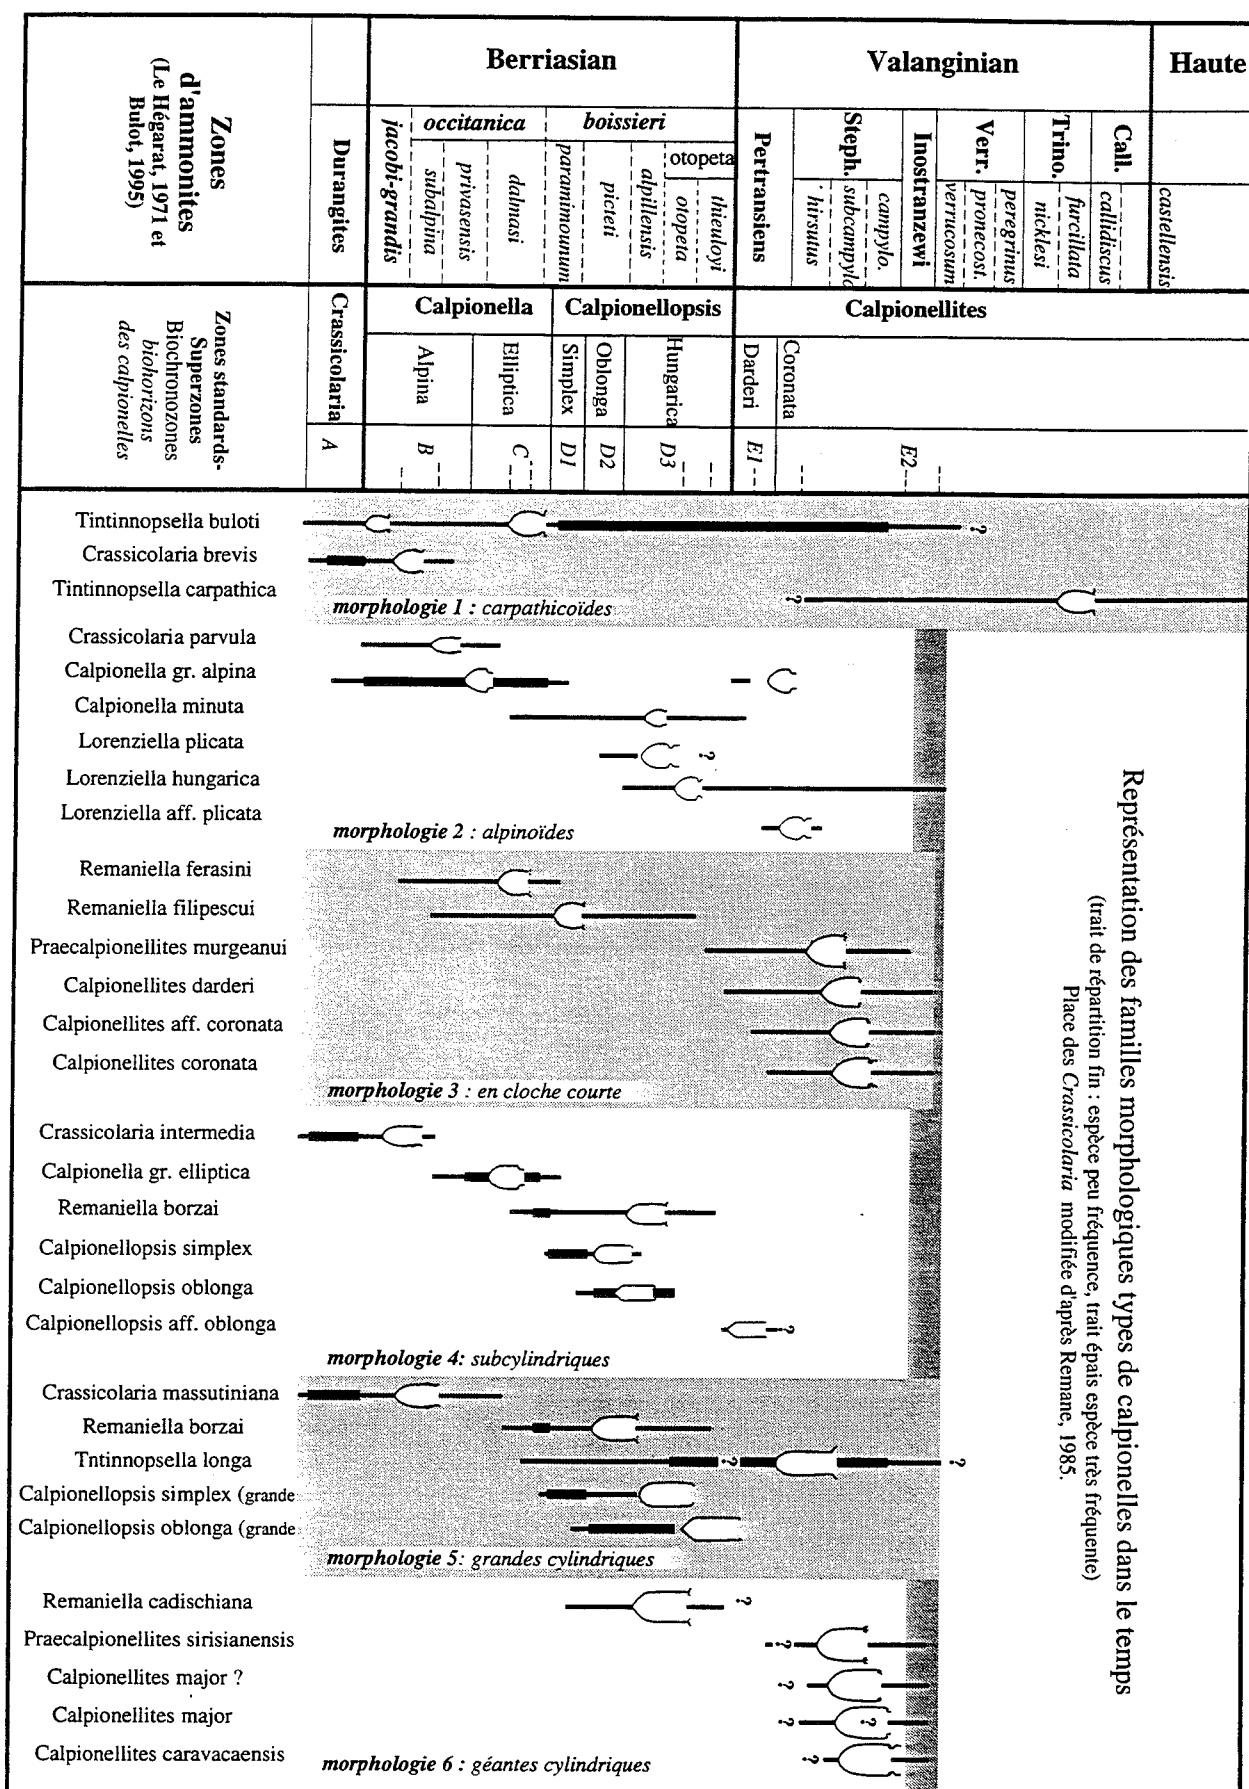 Zones
d'ammonites
(Le Hégarat, 1971 et
Bulot, 1995)
Berriasian
Valanginian
Haute
Durangites
jacobi-grandis
occitanica
subalpina
privasensis
dalmasi
boissieri
paramimounum
picteti
alpillensis
otopeta
otopeta
thieuloyi
Pertransiens
Steph.
hirsutus
subcampylo
campylo.
Inostranzewi
Verr.
verrucosum
pronecost.
peregrinus
Trino.
nicklesi
furcillata
Call.
callidiscus
castellensis
Zones standards-
Superzones
Biochronozones
biohorizons
des calpionelles
Crassicolaria
Calpionella
Calpionellopsis
Calpionellites
Alpina
Elliptica
Simplex
Oblonga
Hungarica
Darderi
Coronata
A
B
C
D1
D2
D3
E1
E2
Tintinnopsella buloti
?
Crassicolaria brevis
Tintinnopsella carpathica
?
morphologie 1 : carpathicoïdes
Crassicolaria parvula
Calpionella gr. alpina
Calpionella minuta
Lorenziella plicata
?
Lorenziella hungarica
Lorenziella aff. plicata
morphologie 2 : alpinoïdes
Remaniella ferasini
Remaniella filipescui
Praecalpionellites murgeanui
Calpionellites darderi
Calpionellites aff. coronata
Calpionellites coronata
morphologie 3 : en cloche courte
Crassicolaria intermedia
Calpionella gr. elliptica
Remaniella borzai
Calpionellopsis simplex
Calpionellopsis oblonga
Calpionellopsis aff. oblonga
?
morphologie 4: subcylindriques
Crassicolaria massutiniana
Remaniella borzai
Tntinnopsella longa
?
?
Calpionellopsis simplex (grande
Calpionellopsis oblonga (grande
morphologie 5: grandes cylindriques
Remaniella cadischiana
?
Praecalpionellites sirisianensis
?
Calpionellites major ?
?
Calpionellites major
?
?
Calpionellites caravacaensis
?
morphologie 6 : géantes cylindriques
Représentation des familles morphologiques types de calpionelles dans le temps
(trait de répartition fin : espèce peu fréquence, trait épais espèce très fréquente)
Place des Crassicolaria modifiée d'après Remane, 1985.